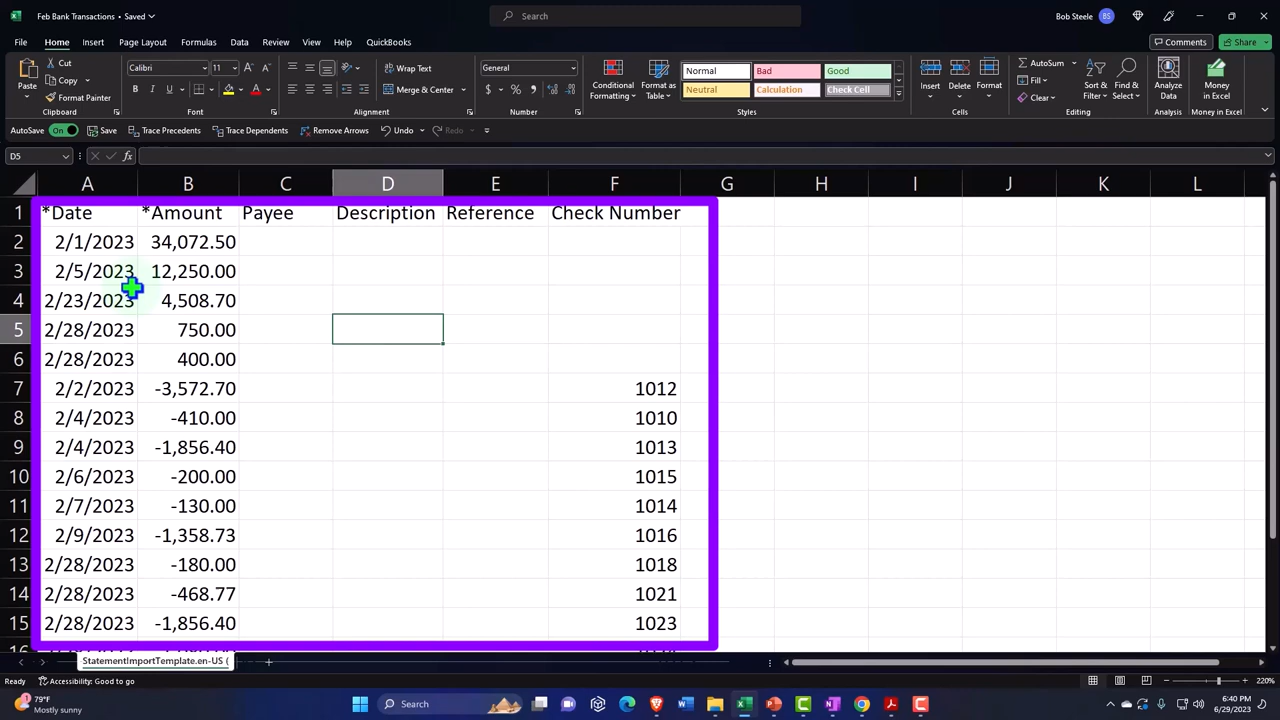 Feb Bank Transactions • Saved
Search
Bob Steele BS
File Home Insert Page Layout Formulas Data Review View Help QuickBooks
Comments Share
Paste
Cut
Copy
Format Painter
Clipboard
Calibri 11
B I U
Font
Wrap Text
Merge & Center
Alignment
General
$ % 9
Number
Conditional Formatting
Format as Table
Normal Bad Good
Neutral Calculation Check Cell
Styles
Insert Delete Format
Cells
AutoSum
Fill
Clear
Sort & Filter
Find & Select
Editing
Analyze Data
Analysis
Money in Excel
Money in Excel
AutoSave On Save Trace Precedents Trace Dependents Remove Arrows Undo Redo
D5 fx
A B C D E F G H I J K L
1 *Date *Amount Payee Description Reference Check Number
2 2/1/2023 34,072.50
3 2/5/2023 12,250.00
4 2/23/2023 4,508.70
5 2/28/2023 750.00
6 2/28/2023 400.00
7 2/2/2023 -3,572.70 1012
8 2/4/2023 -410.00 1010
9 2/4/2023 -1,856.40 1013
10 2/6/2023 -200.00 1015
11 2/7/2023 -130.00 1014
12 2/9/2023 -1,358.73 1016
13 2/28/2023 -180.00 1018
14 2/28/2023 -468.77 1021
15 2/28/2023 -1,856.40 1023
16
StatementImportTemplate.en-US (
Ready Accessibility: Good to go 220%
79°F
Mostly sunny
Search
6:40 PM
6/29/2023